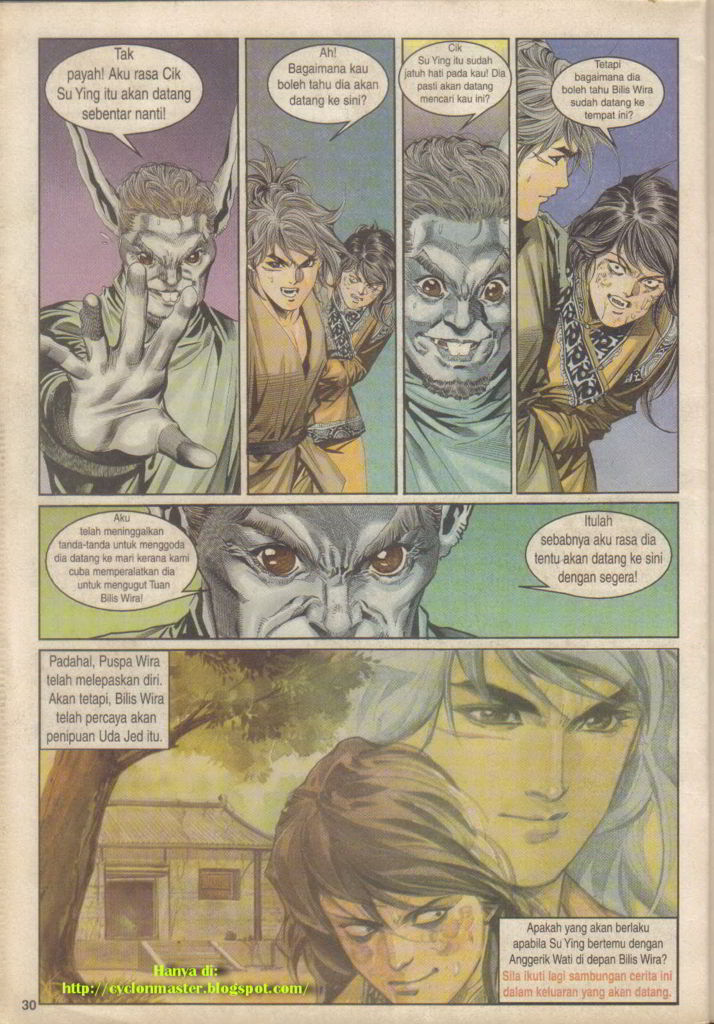 Tak
payah! Aku rasa Cik
Su Ying itu akan datang
sebentar nanti!
Ah!
Bagaimana kau
boleh tahu dia akan
datang ke sini?
Cik
Su Ying itu sudah
jatuh hati pada kau! Dia
pasti akan datang
mencari kau ini?
Tetapi
bagaimana dia
boleh tahu Bilis Wira
sudah datang ke
tempat ini?
Aku
telah meninggalkan
tanda-tanda untuk menggoda
dia datang ke mari kerana kami
cuba memperalatkan dia
untuk mengugut Tuan
Bilis Wira!
Itulah
sebabnya aku rasa dia
tentu akan datang ke sini
dengan segera!
Padahal, Puspa Wira
telah melepaskan diri.
Akan tetapi, Bilis Wira
telah percaya akan
penipuan Uda Jed itu.
Apakah yang akan berlaku
apabila Su Ying bertemu dengan
Anggerik Wati di depan Bilis Wira?
Sila ikuti lagi sambungan cerita ini
dalam keluaran yang akan datang.
Hanya di:
http://cyclonmaster.blogspot.com/
30